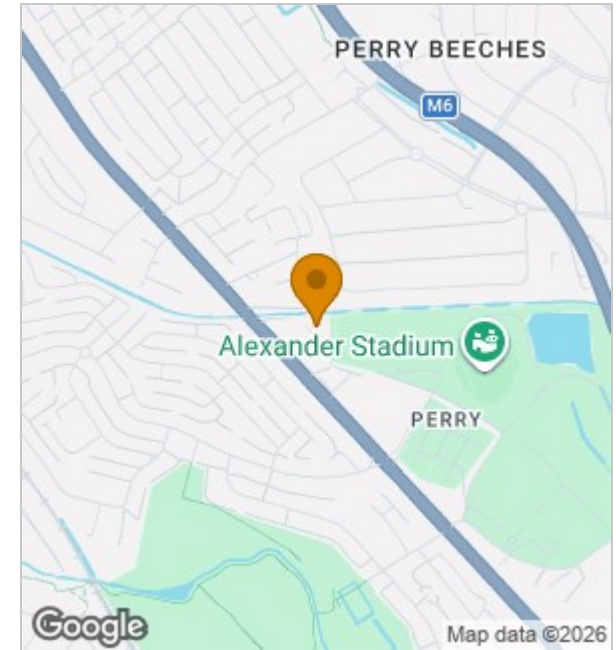 PERRY BEECHES
M6
Alexander Stadium
PERRY
Google
Map data ©2026